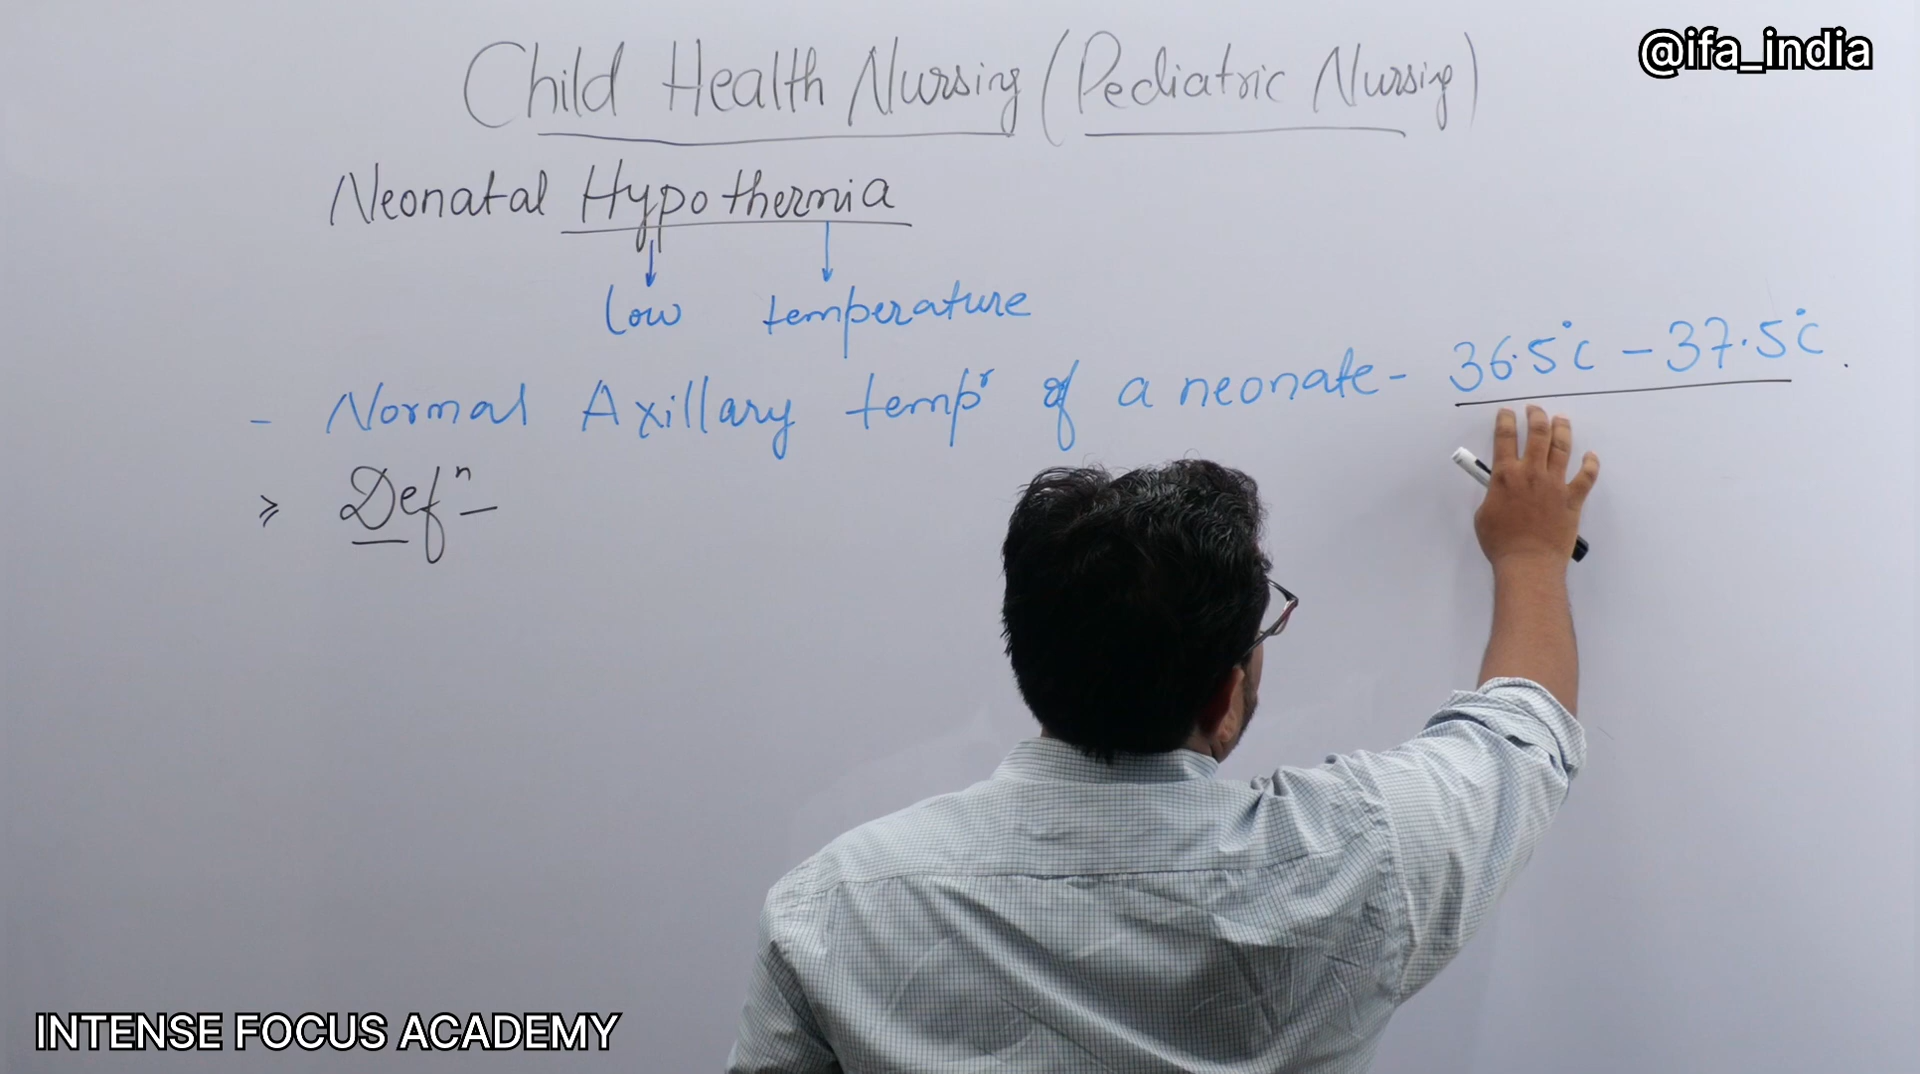 @ifa_india
Child Health Nursing (Pediatric Nursing)
Neonatal Hypothermia
low temperature
- Normal Axillary tempr of a neonate - 36.5°c - 37.5°c.
> Defn -
INTENSE FOCUS ACADEMY